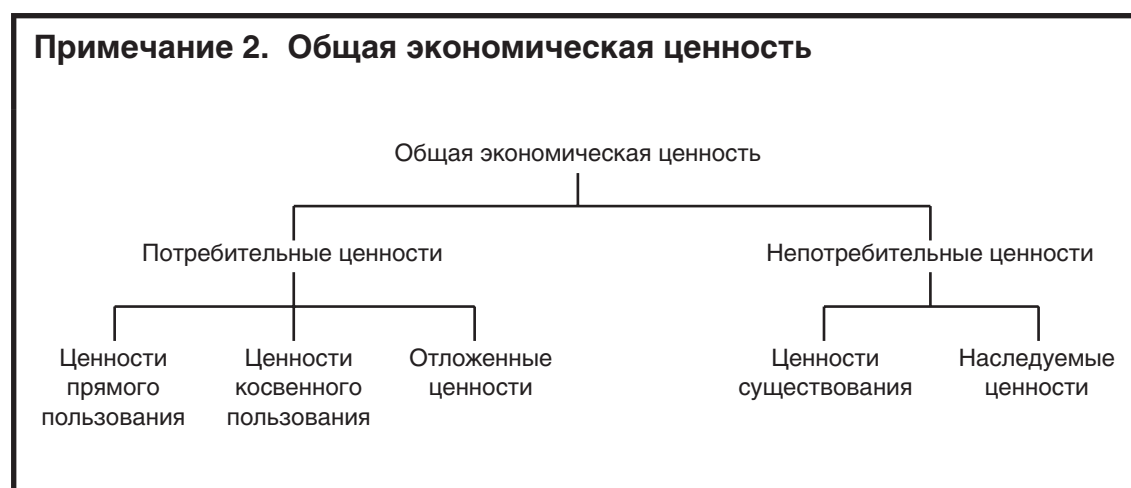 Примечание 2. Общая экономическая ценность
Общая экономическая ценность
Потребительные ценности
Непотребительные ценности
Ценности
прямого
пользования
Ценности
косвенного
пользования
Отложенные
ценности
Ценности
существования
Наследуемые
ценности